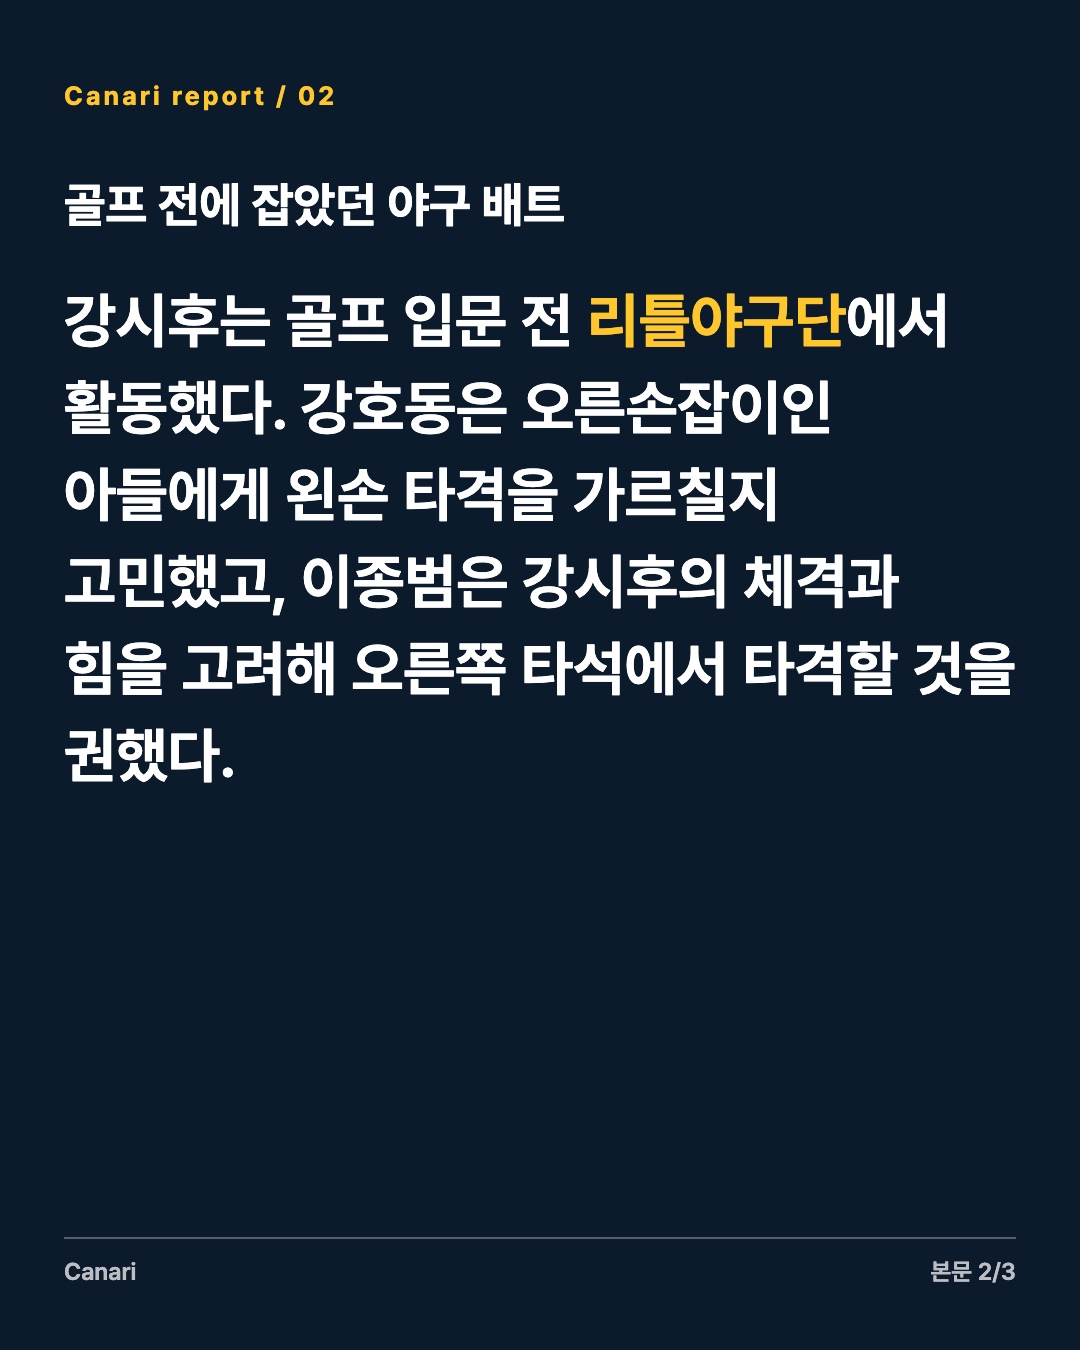 Canari report / 02
골프 전에 잡았던 야구 배트
강시후는 골프 입문 전 리틀야구단에서
활동했다. 강호동은 오른손잡이인
아들에게 왼손 타격을 가르칠지
고민했고, 이종범은 강시후의 체격과
힘을 고려해 오른쪽 타석에서 타격할 것을
권했다.
Canari
본문 2/3